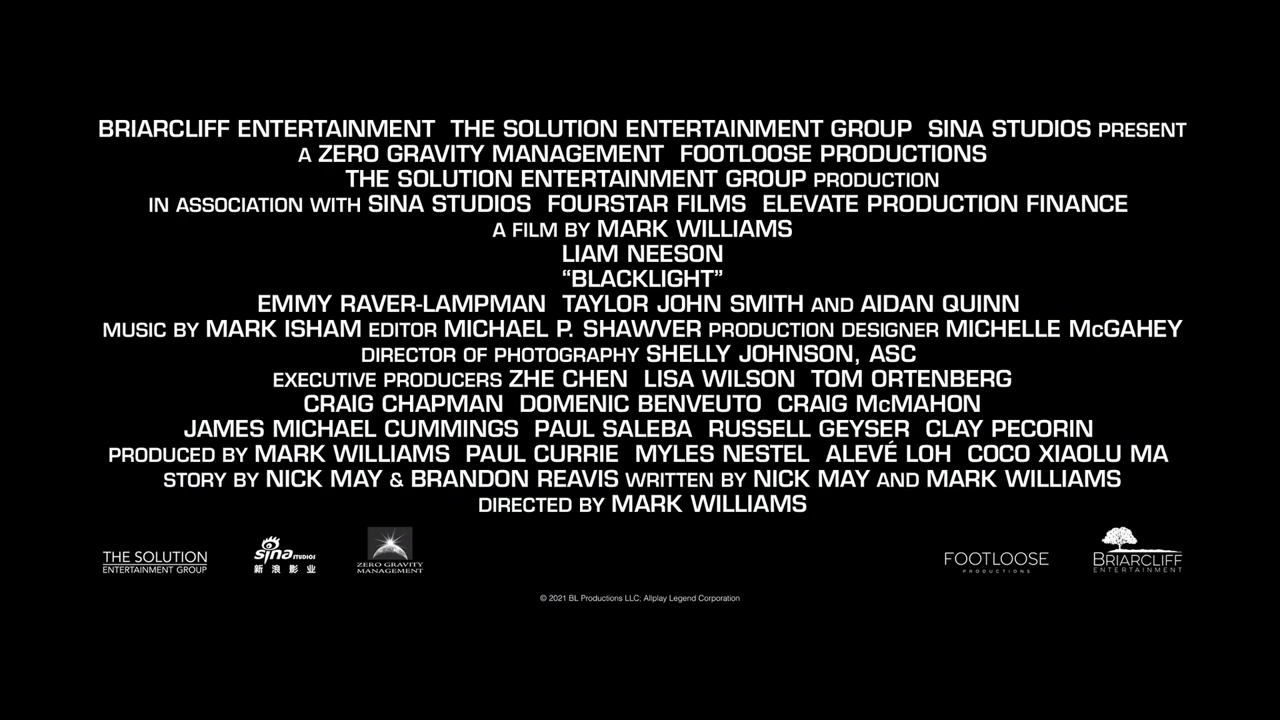 BRIARCLIFF ENTERTAINMENT THE SOLUTION ENTERTAINMENT GROUP SINA STUDIOS PRESENT
A ZERO GRAVITY MANAGEMENT FOOTLOOSE PRODUCTIONS
THE SOLUTION ENTERTAINMENT GROUP PRODUCTION
IN ASSOCIATION WITH SINA STUDIOS FOURSTAR FILMS ELEVATE PRODUCTION FINANCE
A FILM BY MARK WILLIAMS
LIAM NEESON
“BLACKLIGHT”
EMMY RAVER-LAMPMAN TAYLOR JOHN SMITH AND AIDAN QUINN
MUSIC BY MARK ISHAM EDITOR MICHAEL P. SHAWVER PRODUCTION DESIGNER MICHELLE McGAHEY
DIRECTOR OF PHOTOGRAPHY SHELLY JOHNSON, ASC
EXECUTIVE PRODUCERS ZHE CHEN LISA WILSON TOM ORTENBERG
CRAIG CHAPMAN DOMENIC BENVEUTO CRAIG McMAHON
JAMES MICHAEL CUMMINGS PAUL SALEBA RUSSELL GEYSER CLAY PECORIN
PRODUCED BY MARK WILLIAMS PAUL CURRIE MYLES NESTEL ALEVÉ LOH COCO XIAOLU MA
STORY BY NICK MAY & BRANDON REAVIS WRITTEN BY NICK MAY AND MARK WILLIAMS
DIRECTED BY MARK WILLIAMS
THE SOLUTION
ENTERTAINMENT GROUP
sina STUDIOS
新浪影业
ZERO GRAVITY
MANAGEMENT
FOOTLOOSE
PRODUCTIONS
BRIARCLIFF
ENTERTAINMENT
© 2021 BL Productions LLC; Allplay Legend Corporation